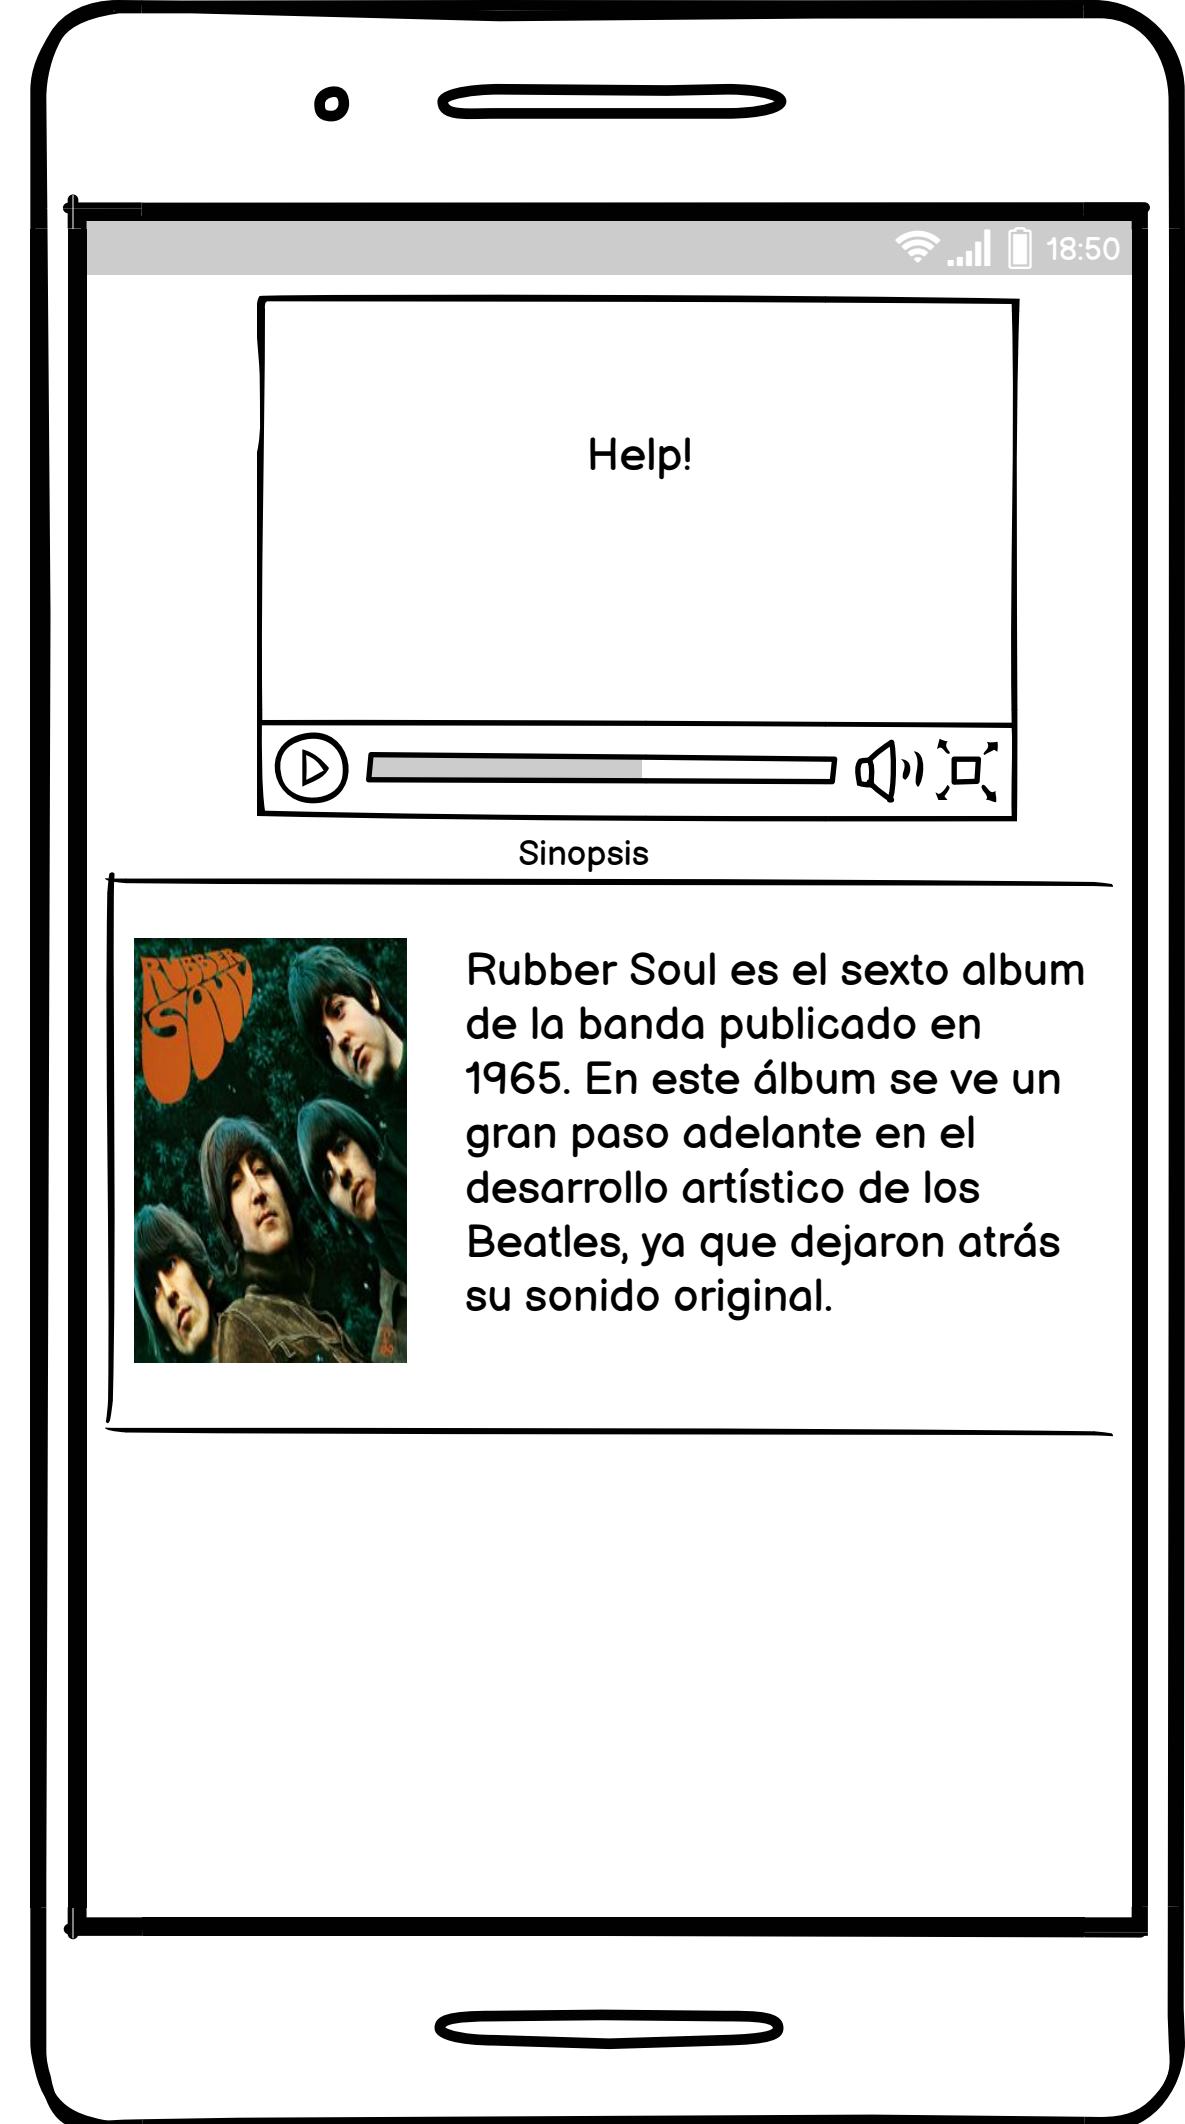 18:50
Help!
Sinopsis
RUBBER
SOUL
Rubber Soul es el sexto album
de la banda publicado en
1965. En este álbum se ve un
gran paso adelante en el
desarrollo artístico de los
Beatles, ya que dejaron atrás
su sonido original.